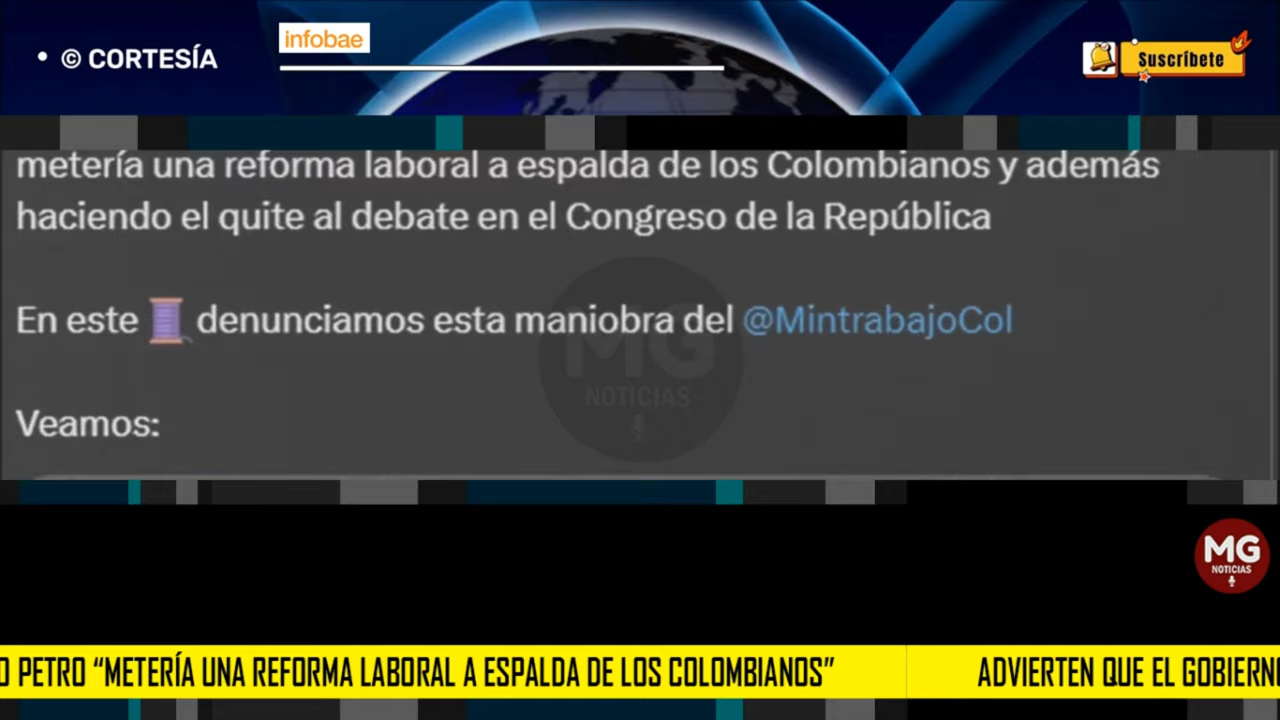 © CORTESÍA
infobae
Suscríbete
metería una reforma laboral a espalda de los Colombianos y además
haciendo el quite al debate en el Congreso de la República
En este denunciamos esta maniobra del @MintrabajoCol
Veamos:
MG
NOTICIAS
MG
NOTICIAS
O PETRO “METERÍA UNA REFORMA LABORAL A ESPALDA DE LOS COLOMBIANOS” ADVIERTEN QUE EL GOBIERN